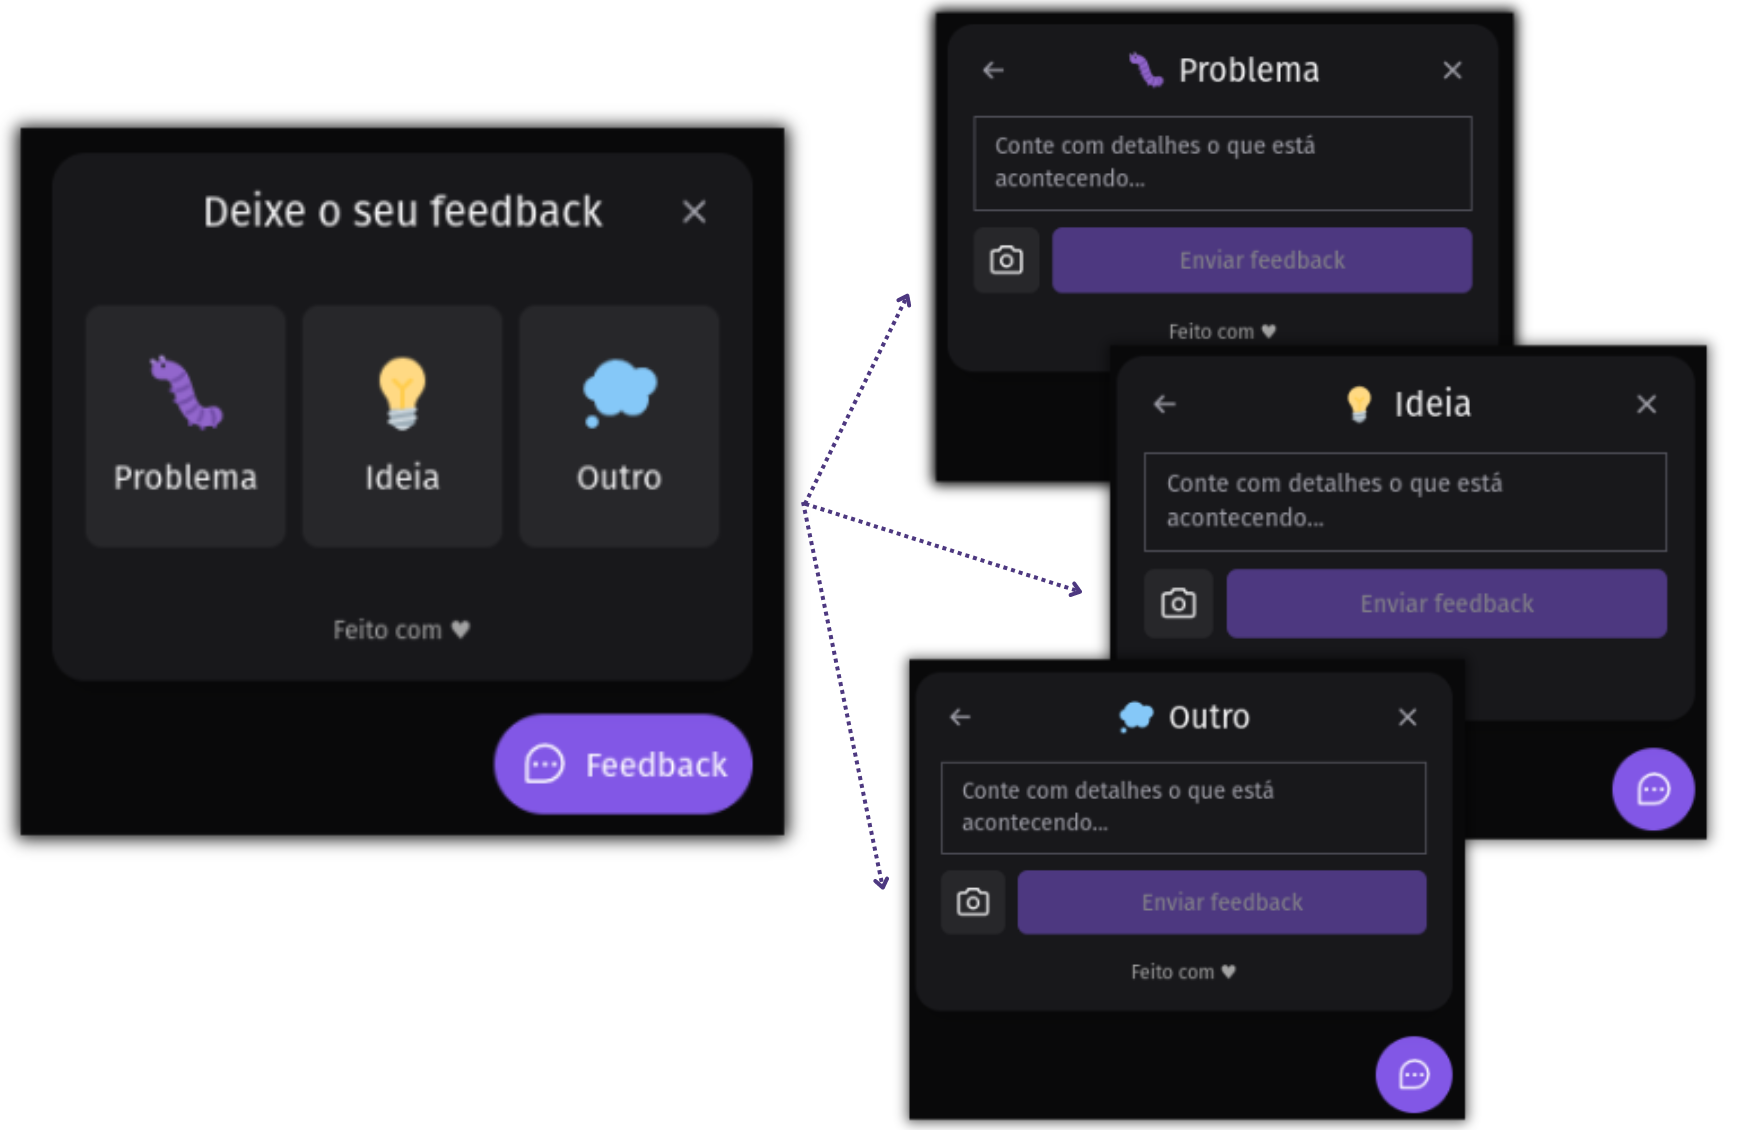 Deixe o seu feedback
Problema
Ideia
Outro
Feito com ♥
Feedback
Problema
Conte com detalhes o que está
acontecendo...
Enviar feedback
Feito com ♥
Ideia
Conte com detalhes o que está
acontecendo...
Enviar feedback
Outro
Conte com detalhes o que está
acontecendo...
Enviar feedback
Feito com ♥